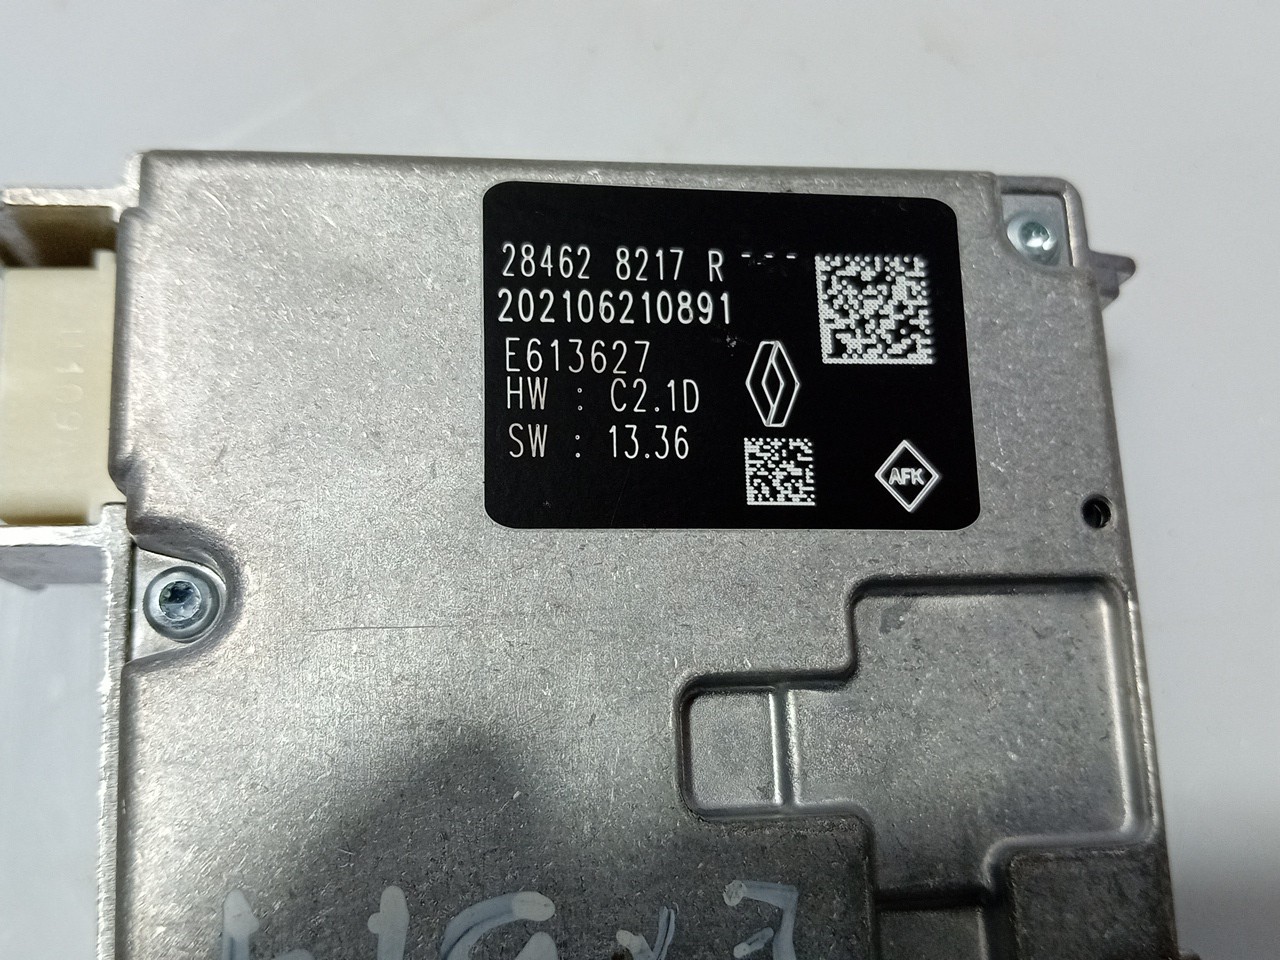 28462 8217 R---
202106210891
E613627
HW : C2.1D
SW : 13.36
AFK